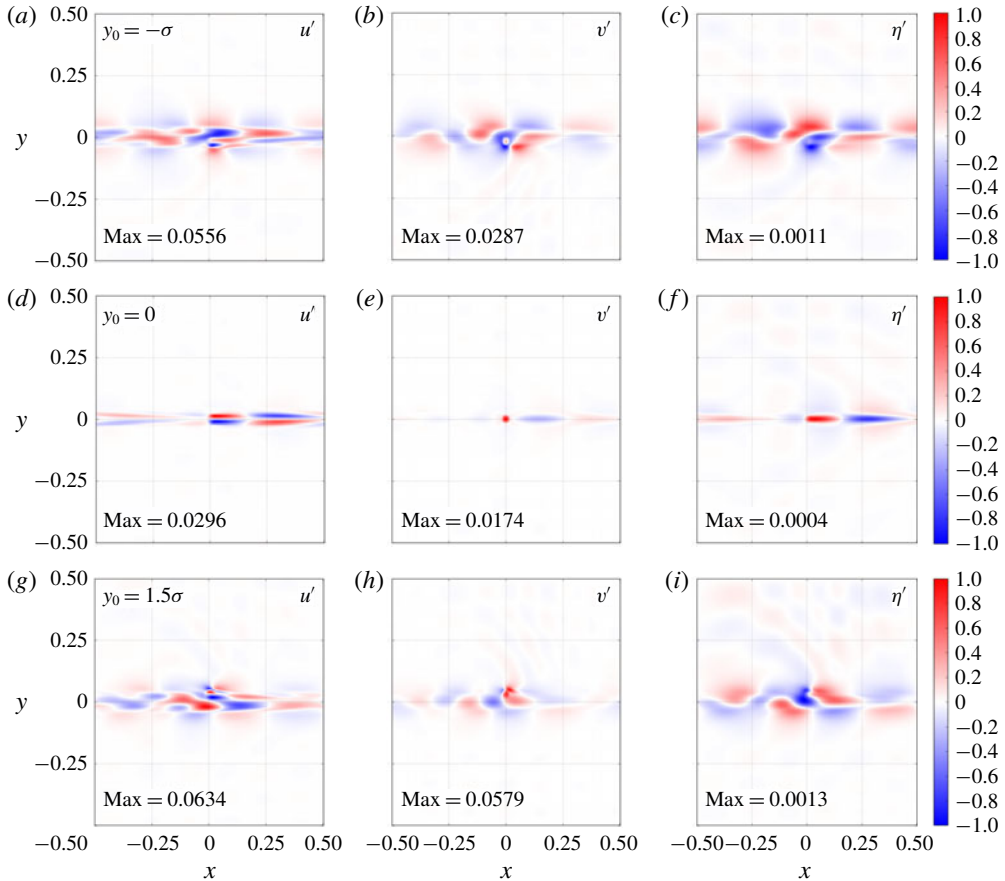 (a) (b) (c)
y₀ = −σ u′ v′ η′
0.50 0.25 0 −0.25 −0.50
y
Max = 0.0556 Max = 0.0287 Max = 0.0011
1.0 0.8 0.6 0.4 0.2 0 −0.2 −0.4 −0.6 −0.8 −1.0
(d) (e) (f)
y₀ = 0 u′ v′ η′
0.50 0.25 0 −0.25 −0.50
y
Max = 0.0296 Max = 0.0174 Max = 0.0004
1.0 0.8 0.6 0.4 0.2 0 −0.2 −0.4 −0.6 −0.8 −1.0
(g) (h) (i)
y₀ = 1.5σ u′ v′ η′
0.50 0.25 0 −0.25 −0.50
y
Max = 0.0634 Max = 0.0579 Max = 0.0013
1.0 0.8 0.6 0.4 0.2 0 −0.2 −0.4 −0.6 −0.8 −1.0
−0.25 0 0.25 0.50 −0.50 −0.25 0 0.25 0.50 −0.50 −0.25 0 0.25 0.50
x x x